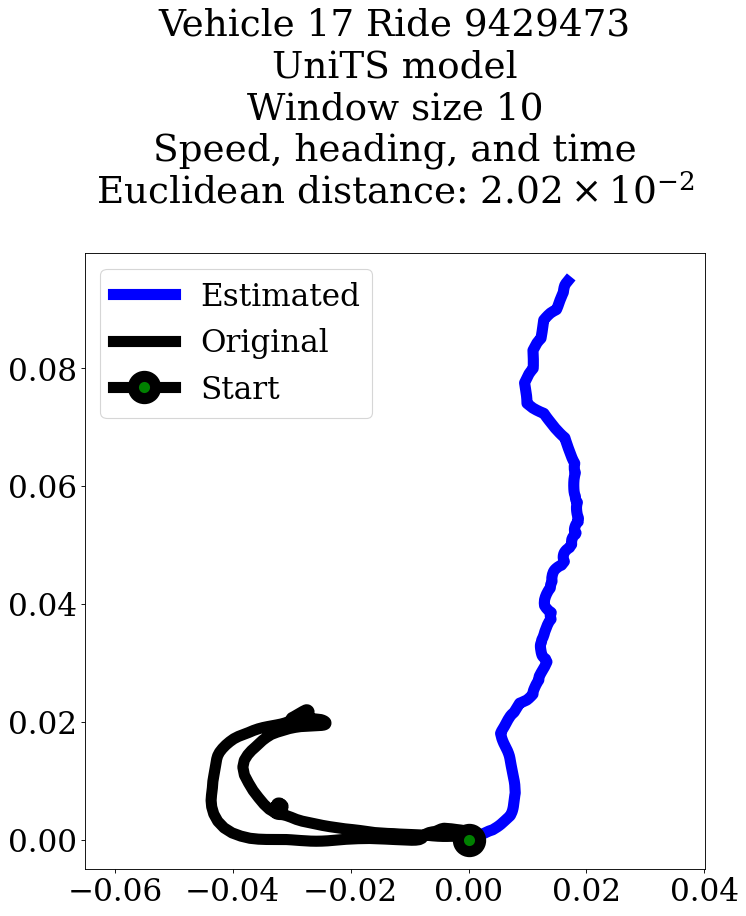 Vehicle 17 Ride 9429473
UniTS model
Window size 10
Speed, heading, and time
Euclidean distance: 2.02 × 10⁻²
Estimated
Original
Start
0.08
0.06
0.04
0.02
0.00
−0.06 −0.04 −0.02 0.00 0.02 0.04